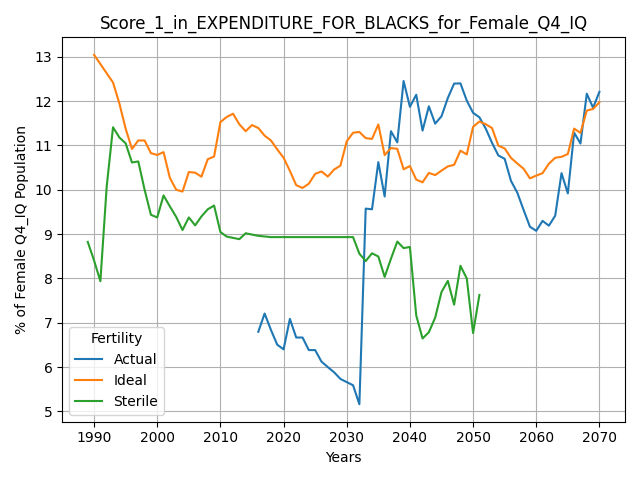 Score_1_in_EXPENDITURE_FOR_BLACKS_for_Female_Q4_IQ
% of Female Q4_IQ Population
13
12
11
10
9
8
7
6
5
Fertility
Actual
Ideal
Sterile
1990 2000 2010 2020 2030 2040 2050 2060 2070
Years